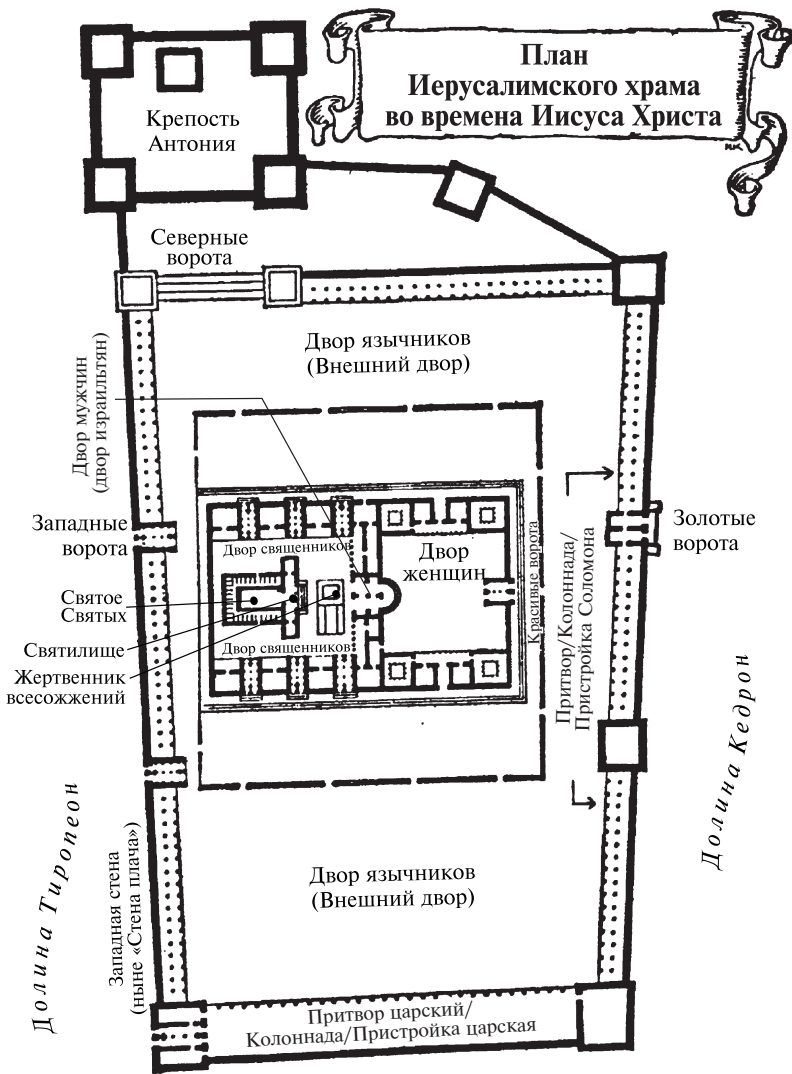 План
Иерусалимского храма
во времена Иисуса Христа
Крепость
Антония
Северные
ворота
Двор язычников
(Внешний двор)
Двор мужчин
(двор израильтян)
Западные
ворота
Двор священников
Двор
женщин
Красивые ворота
Золотые
ворота
Святое
Святых
Святилище
Жертвенник
всесожжений
Двор священников
Притвор/Колоннада/
Пристройка Соломона
Долина Кедрон
Долина Тиропеон
Западная стена
(ныне «Стена плача»)
Двор язычников
(Внешний двор)
Притвор царский/
Колоннада/Пристройка царская